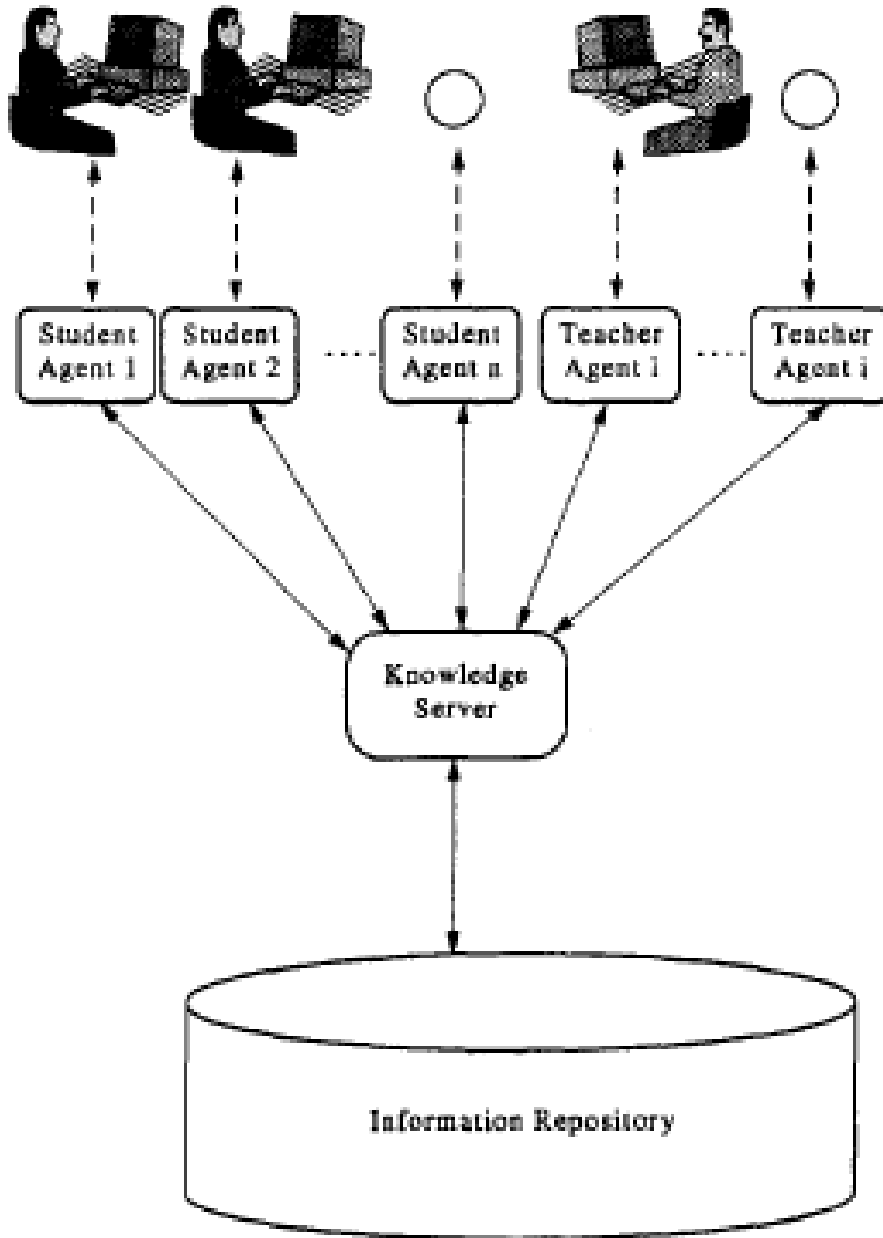 Student
Agent 1
Student
Agent 2
....
Student
Agent n
Teacher
Agent 1
....
Teacher
Agent i
Knowledge
Server
Information Repository